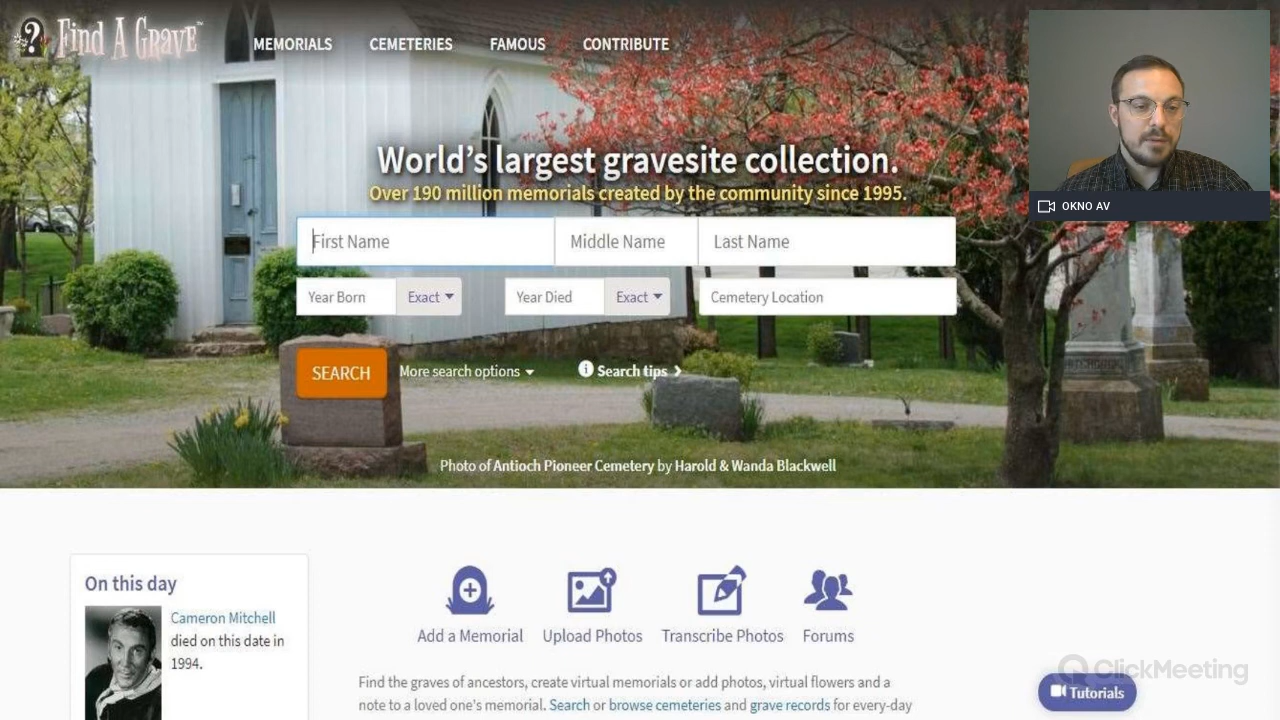 Find A Grave™
MEMORIALS CEMETERIES FAMOUS CONTRIBUTE
OKNO AV
World's largest gravesite collection.
Over 190 million memorials created by the community since 1995.
First Name Middle Name Last Name
Year Born Exact Year Died Exact Cemetery Location
SEARCH More search options Search tips
Photo of Antioch Pioneer Cemetery by Harold & Wanda Blackwell
On this day
Cameron Mitchell
died on this date in
1994.
Add a Memorial Upload Photos Transcribe Photos Forums
Find the graves of ancestors, create virtual memorials or add photos, virtual flowers and a
note to a loved one's memorial. Search or browse cemeteries and grave records for every-day
ClickMeeting
Tutorials